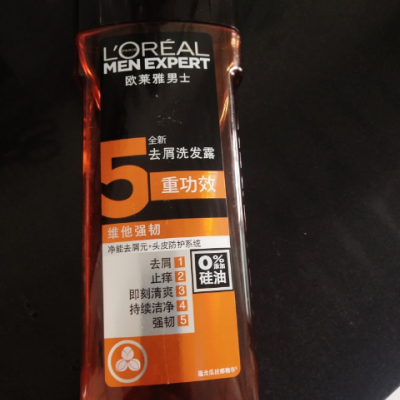 L'ORÉAL
MEN EXPERT
欧莱雅男士
全新
去屑洗发露
5
重功效
维他强韧
净能去屑元+头皮防护系统
去屑 1
止痒 2
即刻清爽 3
持续洁净 4
强韧 5
0%
添加
硅油